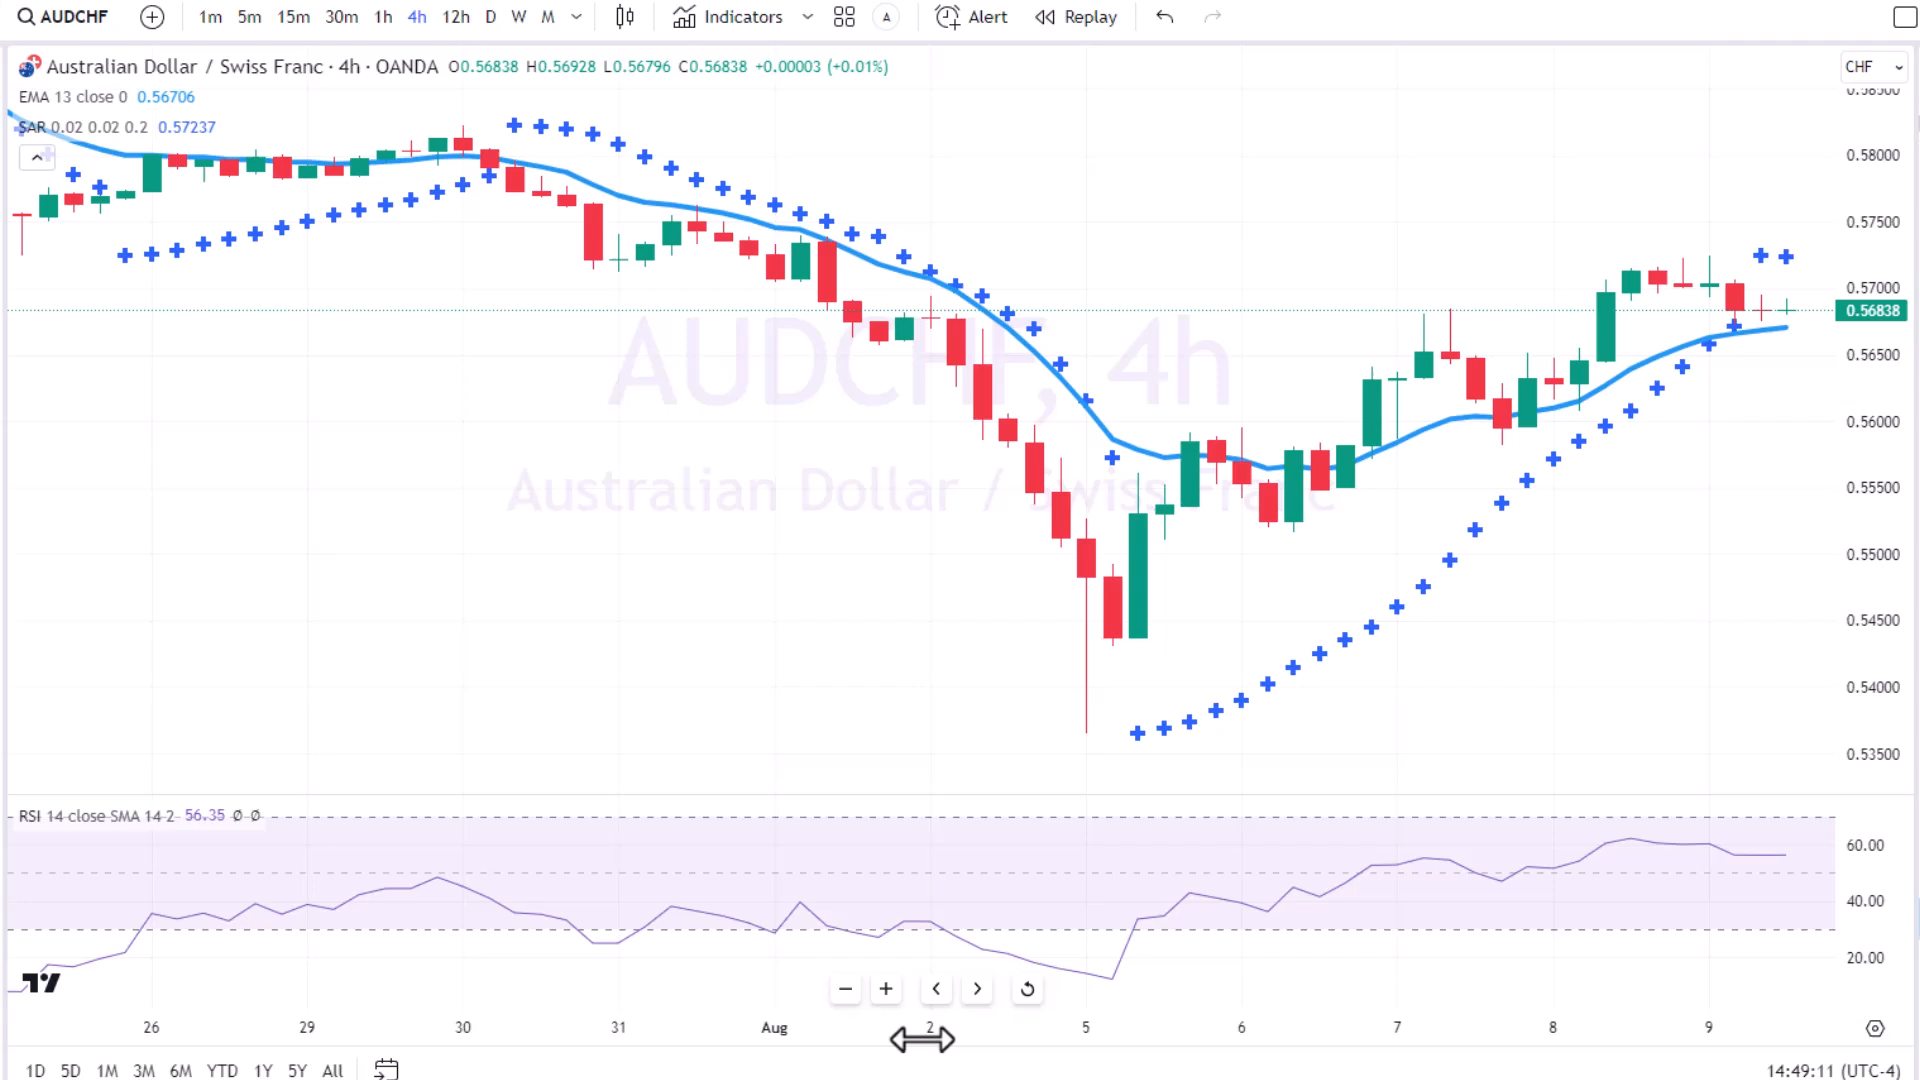 AUDCHF 1m 5m 15m 30m 1h 4h 12h D W M Indicators A Alert Replay
Australian Dollar / Swiss Franc · 4h · OANDA O0.56838 H0.56928 L0.56796 C0.56838 +0.00003 (+0.01%) CHF
0.58500
EMA 13 close 0 0.56706
SAR 0.02 0.02 0.2 0.57237
0.58000
0.57500
0.57000
0.56838
AUDCHF, 4h
0.56500
0.56000
Australian Dollar / Swiss Franc
0.55500
0.55000
0.54500
0.54000
0.53500
RSI 14 close SMA 14 2 56.35 Ø Ø
60.00
40.00
20.00
26 29 30 31 Aug 2 5 6 7 8 9
1D 5D 1M 3M 6M YTD 1Y 5Y All 14:49:11 (UTC-4)